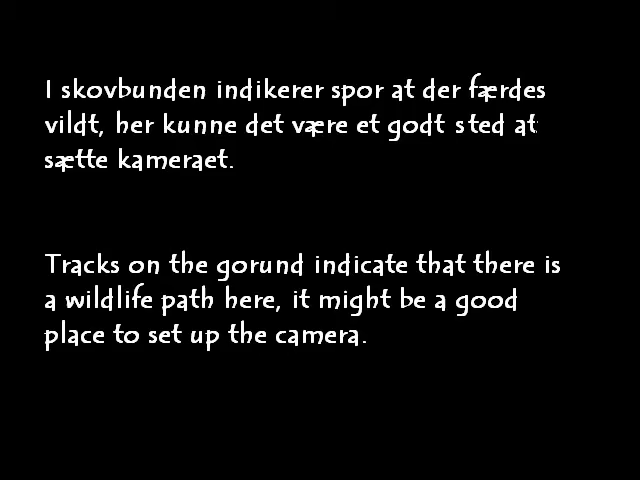 I skovbunden indikerer spor at der færdes
vildt, her kunne det være et godt sted at
sætte kameraet.
Tracks on the gorund indicate that there is
a wildlife path here, it might be a good
place to set up the camera.